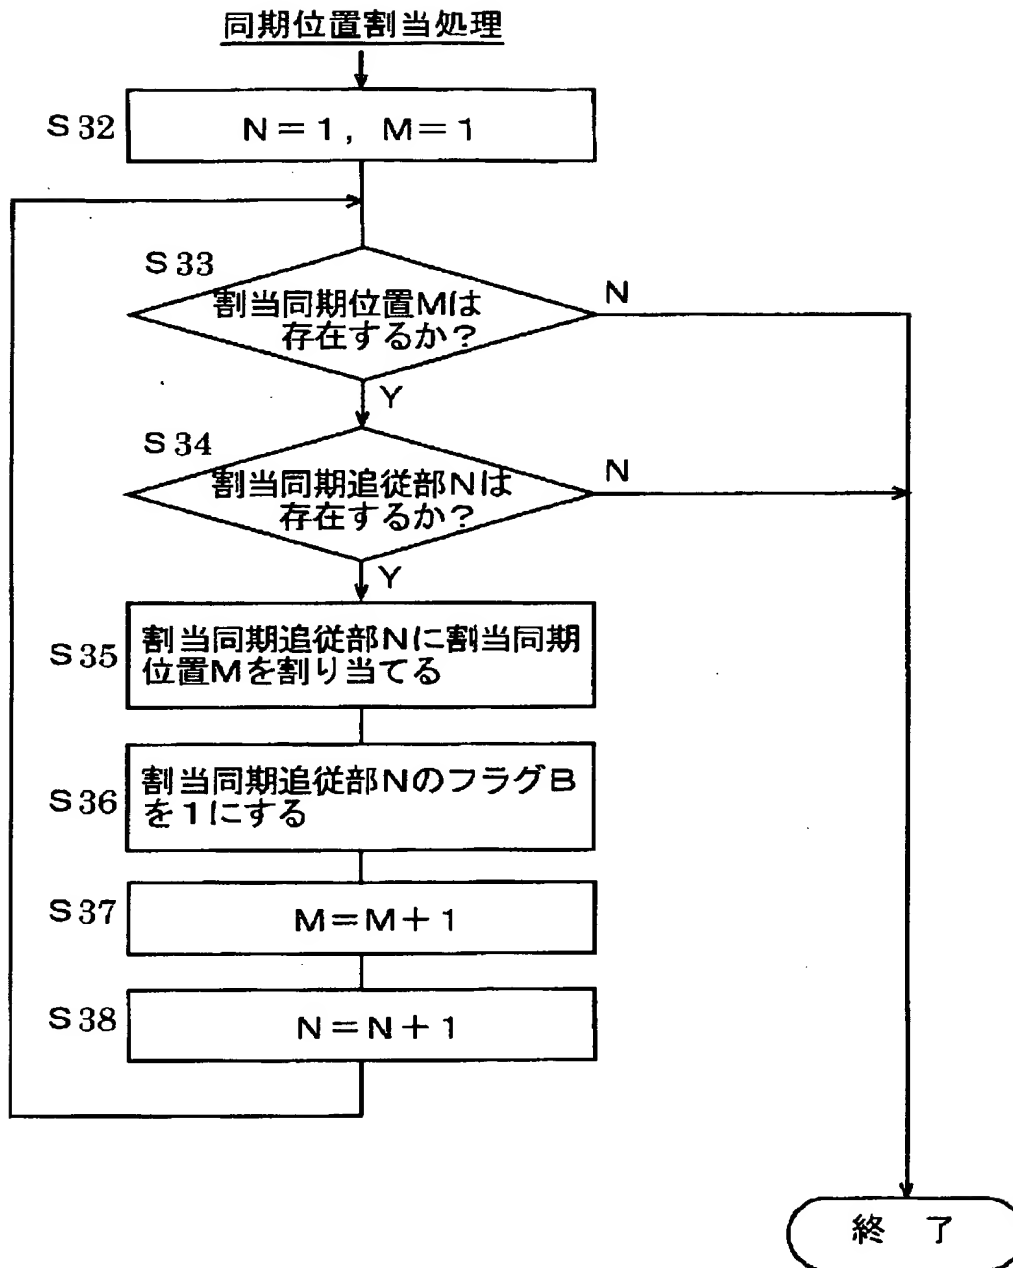 同期位置割当処理
S32
N=1, M=1
S33
割当同期位置Mは
存在するか?
N
Y
S34
割当同期追従部Nは
存在するか?
N
Y
S35
割当同期追従部Nに割当同期
位置Mを割り当てる
S36
割当同期追従部NのフラグB
を1にする
S37
M=M+1
S38
N=N+1
終 了